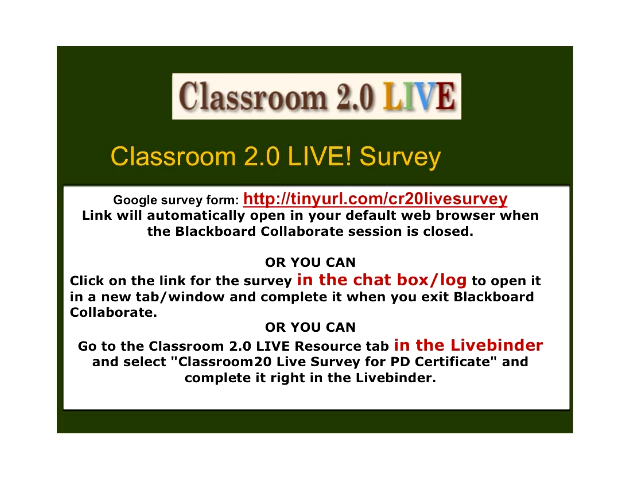 Classroom 2.0 LIVE
Classroom 2.0 LIVE! Survey
Google survey form: http://tinyurl.com/cr20livesurvey
Link will automatically open in your default web browser when
the Blackboard Collaborate session is closed.
OR YOU CAN
Click on the link for the survey in the chat box/log to open it
in a new tab/window and complete it when you exit Blackboard
Collaborate.
OR YOU CAN
Go to the Classroom 2.0 LIVE Resource tab in the Livebinder
and select "Classroom20 Live Survey for PD Certificate" and
complete it right in the Livebinder.